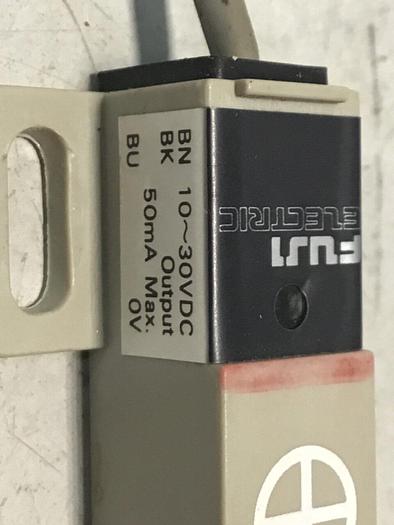 BN 10~30VDC
BK Output
50mA Max.
BU 0V
FUJI
ELECTRIC